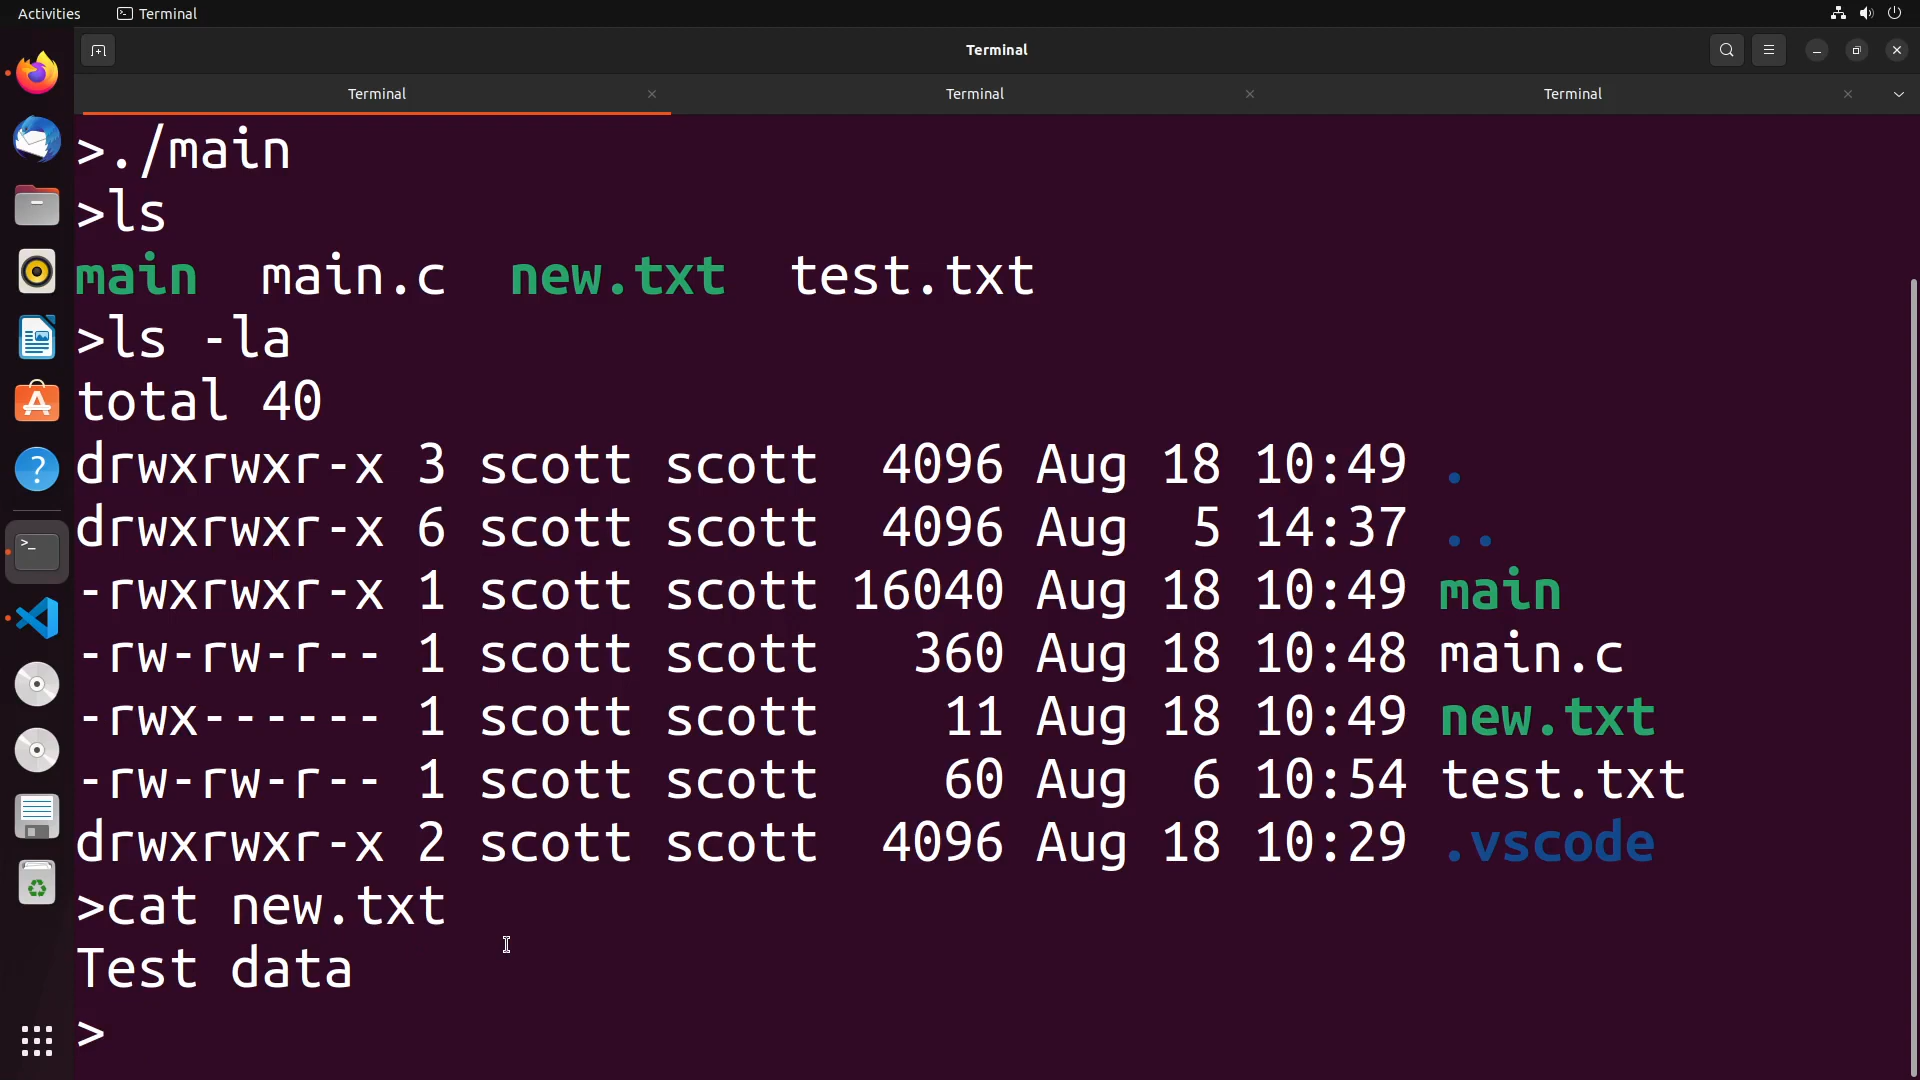 Activities Terminal
Terminal
Terminal Terminal Terminal
>./main
>ls
main  main.c  new.txt  test.txt
>ls -la
total 40
drwxrwxr-x 3 scott scott  4096 Aug 18 10:49 .
drwxrwxr-x 6 scott scott  4096 Aug  5 14:37 ..
-rwxrwxr-x 1 scott scott 16040 Aug 18 10:49 main
-rw-rw-r-- 1 scott scott   360 Aug 18 10:48 main.c
-rwx------ 1 scott scott    11 Aug 18 10:49 new.txt
-rw-rw-r-- 1 scott scott    60 Aug  6 10:54 test.txt
drwxrwxr-x 2 scott scott  4096 Aug 18 10:29 .vscode
>cat new.txt
Test data
>